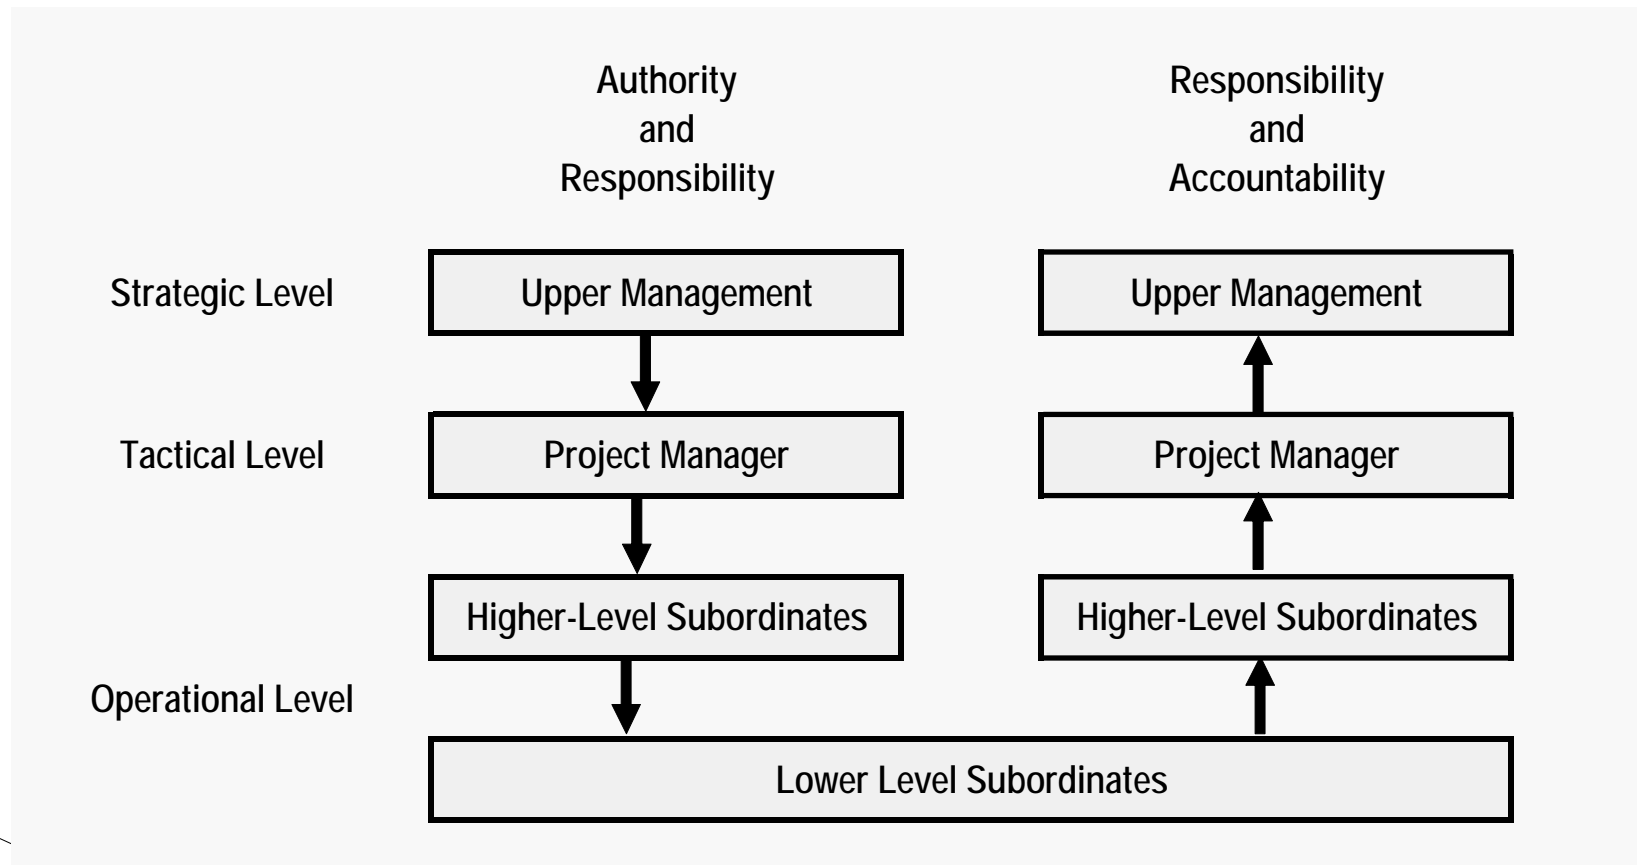 Authority
and
Responsibility
Responsibility
and
Accountability
Strategic Level
Upper Management
Upper Management
Tactical Level
Project Manager
Project Manager
Higher-Level Subordinates
Higher-Level Subordinates
Operational Level
Lower Level Subordinates